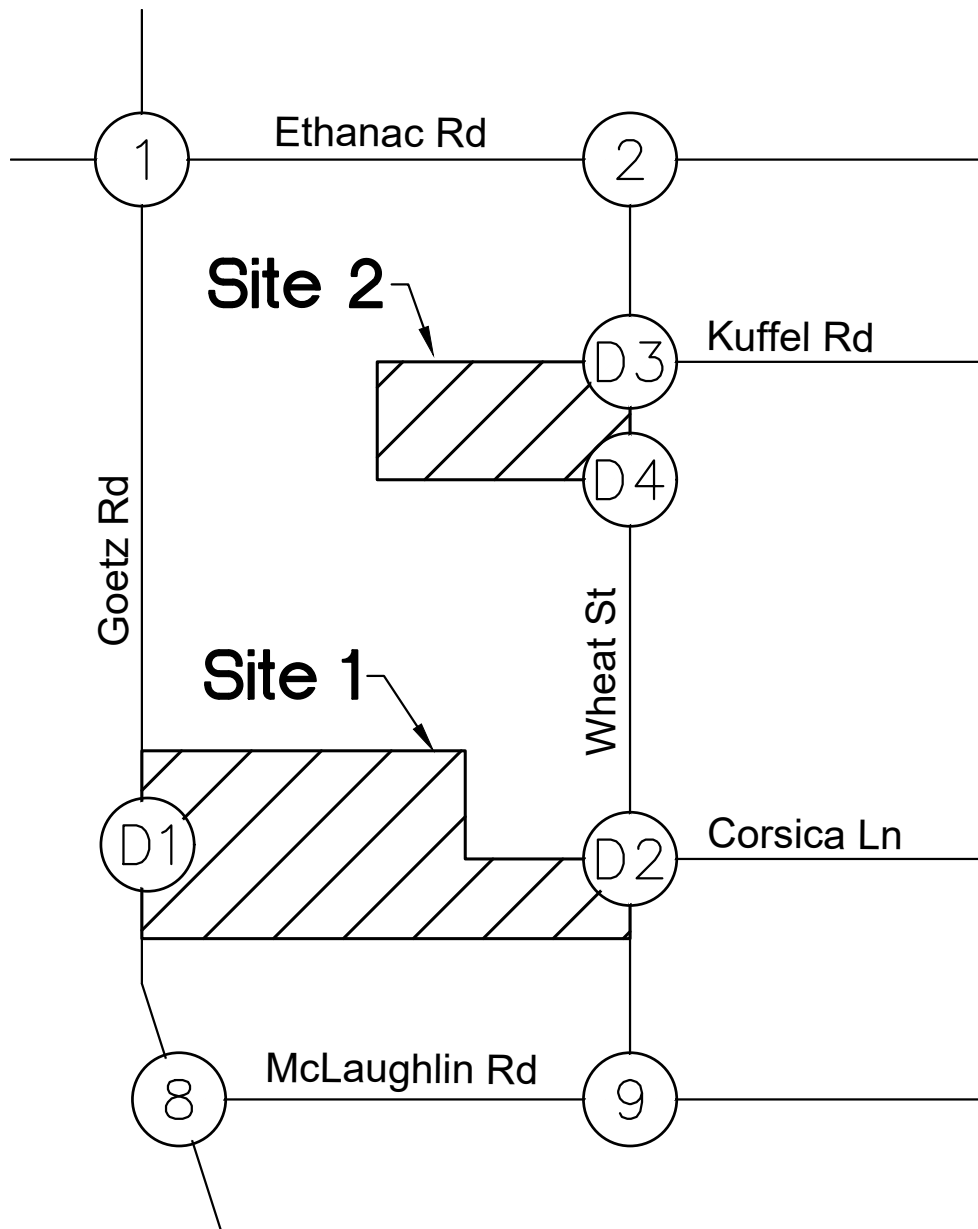 Ethanac Rd
1
2
Site 2
Kuffel Rd
D3
D4
Goetz Rd
Wheat St
Site 1
D1
D2
Corsica Ln
McLaughlin Rd
8
9